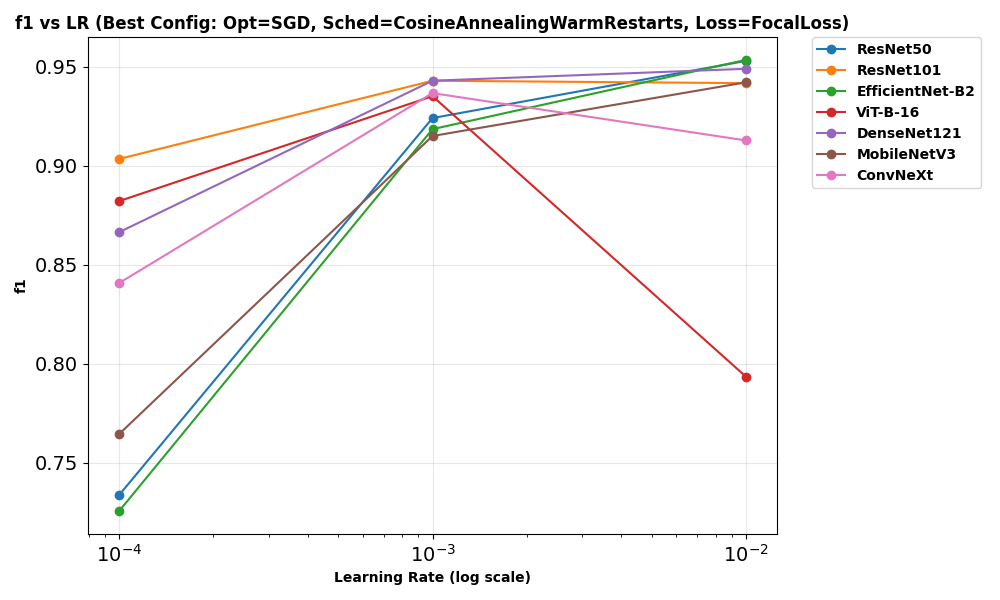 f1 vs LR (Best Config: Opt=SGD, Sched=CosineAnnealingWarmRestarts, Loss=FocalLoss)
ResNet50
ResNet101
EfficientNet-B2
ViT-B-16
DenseNet121
MobileNetV3
ConvNeXt
f1
0.95
0.90
0.85
0.80
0.75
10⁻⁴ 10⁻³ 10⁻²
Learning Rate (log scale)